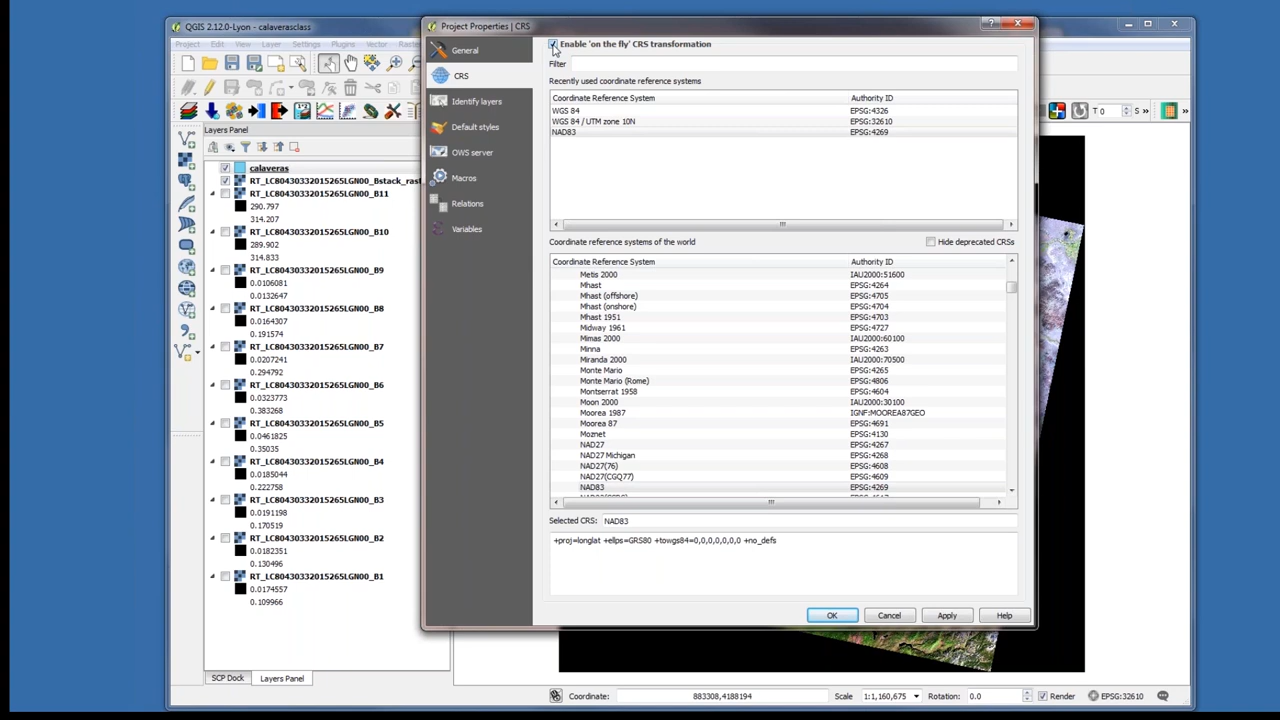 QGIS 2.12.0-Lyon - calaverasclass
Project Edit View Layer Settings Plugins Vector
T 0
S »
»
Layers Panel
calaveras
RT_LC80430332015265LGN00_Bstack_ras
RT_LC80430332015265LGN00_B11
290.797
314.207
RT_LC80430332015265LGN00_B10
289.902
314.833
RT_LC80430332015265LGN00_B9
0.0106081
0.0132647
RT_LC80430332015265LGN00_B8
0.0164307
0.191574
RT_LC80430332015265LGN00_B7
0.0207241
0.294792
RT_LC80430332015265LGN00_B6
0.0323773
0.383268
RT_LC80430332015265LGN00_B5
0.0461825
0.35035
RT_LC80430332015265LGN00_B4
0.0185044
0.222758
RT_LC80430332015265LGN00_B3
0.0191198
0.170519
RT_LC80430332015265LGN00_B2
0.0182351
0.130496
RT_LC80430332015265LGN00_B1
0.0174557
0.109966
SCP Dock Layers Panel
Project Properties | CRS
General
CRS
Identify layers
Default styles
OWS server
Macros
Relations
Variables
Enable 'on the fly' CRS transformation
Filter
Recently used coordinate reference systems
Coordinate Reference System Authority ID
WGS 84 EPSG:4326
WGS 84 / UTM zone 10N EPSG:32610
NAD83 EPSG:4269
Coordinate reference systems of the world Hide deprecated CRSs
Coordinate Reference System Authority ID
Metis 2000 IAU2000:51600
Mhast EPSG:4264
Mhast (offshore) EPSG:4705
Mhast (onshore) EPSG:4704
Mhast 1951 EPSG:4703
Midway 1961 EPSG:4727
Mimas 2000 IAU2000:60100
Minna EPSG:4263
Miranda 2000 IAU2000:70500
Monte Mario EPSG:4265
Monte Mario (Rome) EPSG:4806
Montserrat 1958 EPSG:4604
Moon 2000 IAU2000:30100
Moorea 1987 IGNF:MOOREA87GEO
Moorea 87 EPSG:4691
Moznet EPSG:4130
NAD27 EPSG:4267
NAD27 Michigan EPSG:4268
NAD27(76) EPSG:4608
NAD27(CGQ77) EPSG:4609
NAD83 EPSG:4269
Selected CRS: NAD83
+proj=longlat +ellps=GRS80 +towgs84=0,0,0,0,0,0,0 +no_defs
OK Cancel Apply Help
Coordinate: 883308,4188194 Scale 1:1,160,675 Rotation: 0.0 Render EPSG:32610